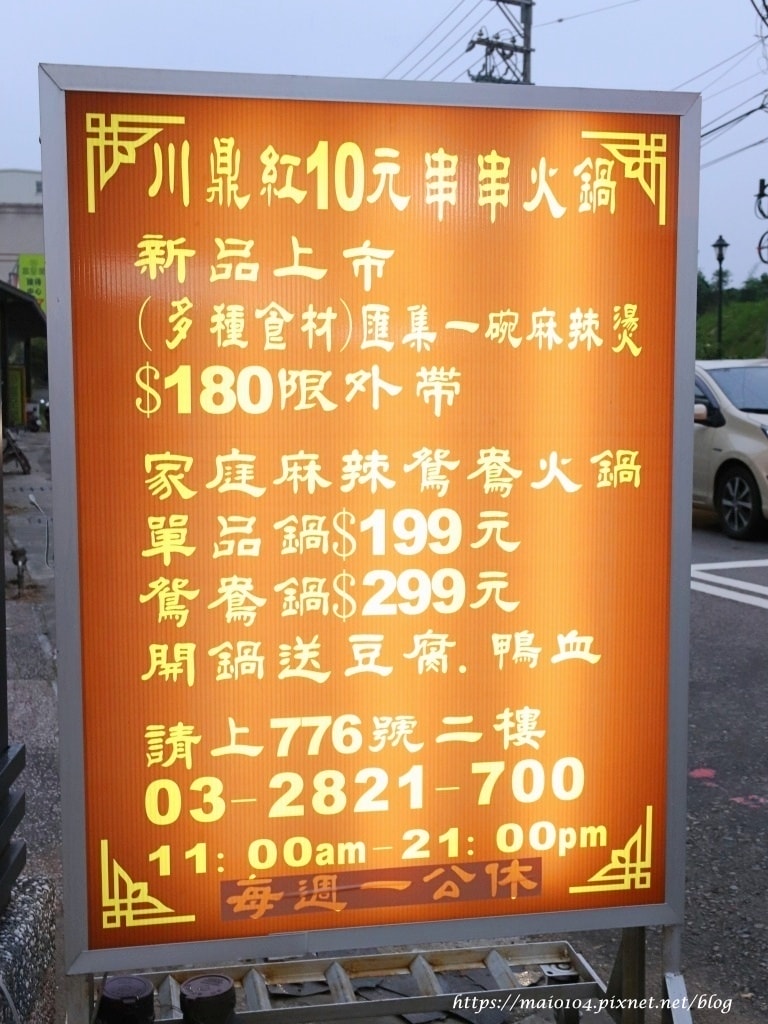 川鼎紅10元串串火鍋
新品上市
(多種食材)匯集一碗麻辣燙
$180限外帶
家庭麻辣鴛鴦火鍋
單品鍋$199元
鴛鴦鍋$299元
開鍋送豆腐.鴨血
請上776號二樓
03-2821-700
11:00am-21:00pm
每週一公休
https://mai0104.pixnet.net/blog